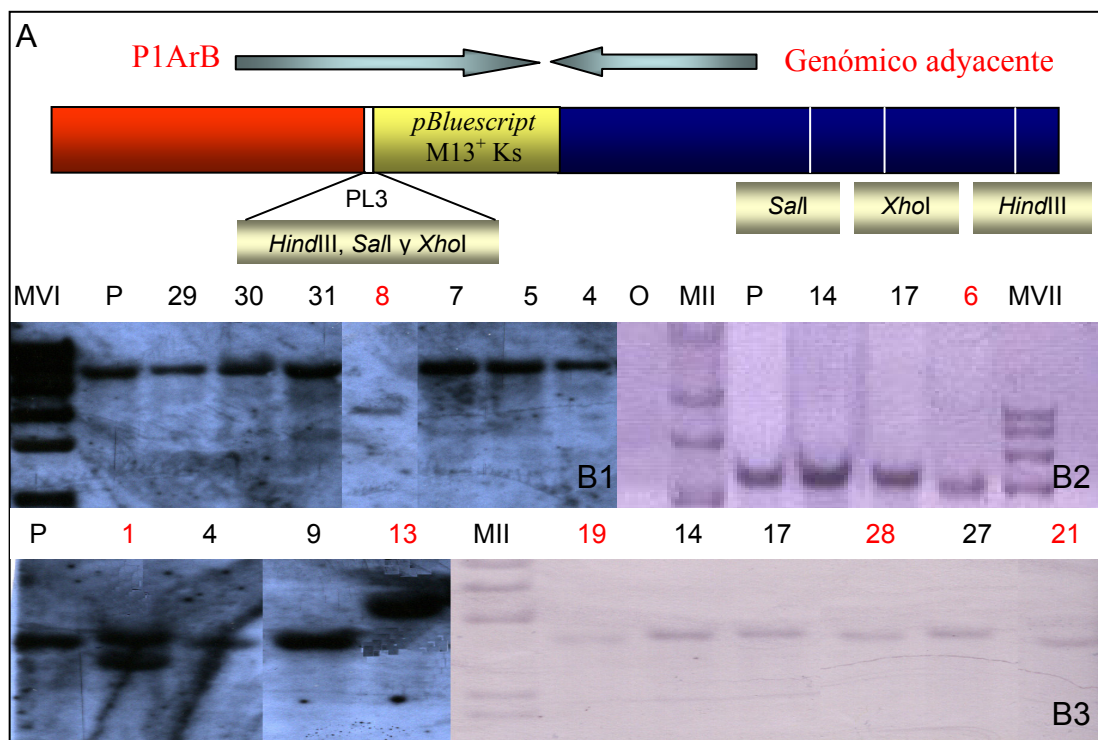 A
P1ArB
Genómico adyacente
pBluescript
M13+ Ks
PL3
HindIII, SalI y XhoI
SalI
XhoI
HindIII
MVI P 29 30 31 8 7 5 4 O MII P 14 17 6 MVII
B1
B2
P 1 4 9 13 MII 19 14 17 28 27 21
B3